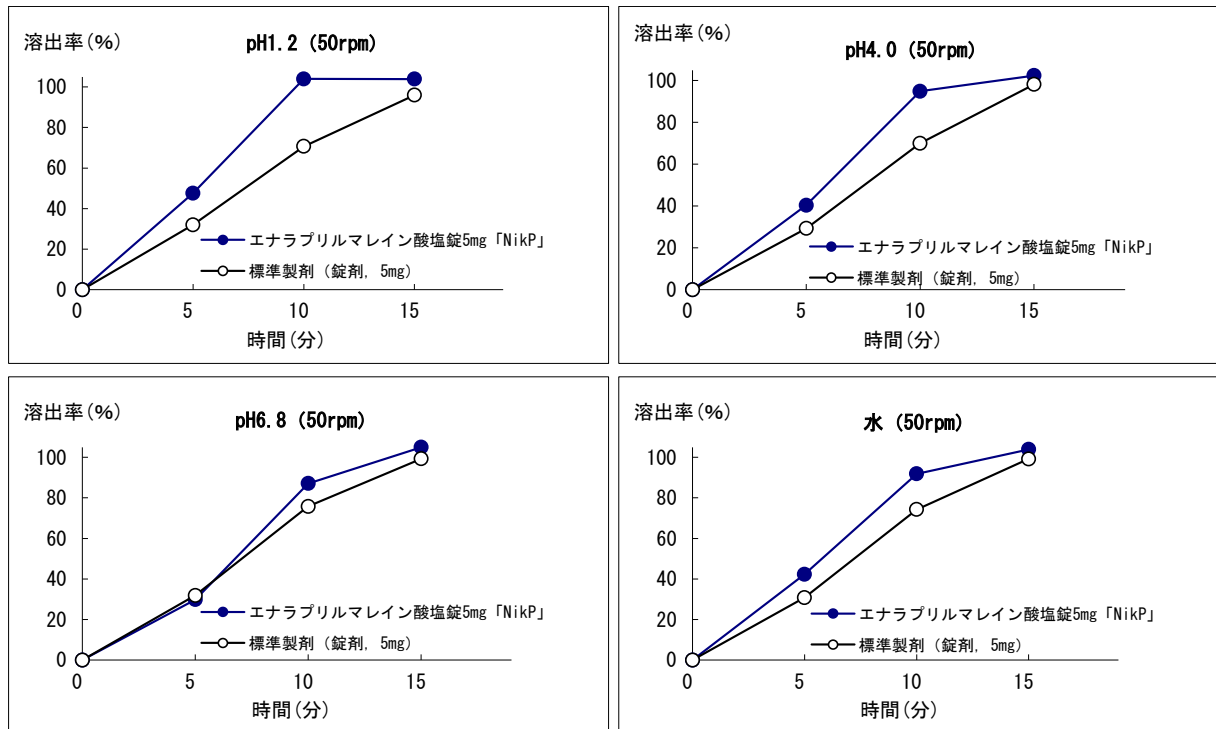 溶出率(%)
pH1.2 (50rpm)
100
80
60
40
20
0
エナラプリルマレイン酸塩錠5mg「NikP」
標準製剤（錠剤, 5mg）
0 5 10 15
時間(分)
溶出率(%)
pH4.0 (50rpm)
100
80
60
40
20
0
エナラプリルマレイン酸塩錠5mg「NikP」
標準製剤（錠剤, 5mg）
0 5 10 15
時間(分)
溶出率(%)
pH6.8 (50rpm)
100
80
60
40
20
0
エナラプリルマレイン酸塩錠5mg「NikP」
標準製剤（錠剤, 5mg）
0 5 10 15
時間(分)
溶出率(%)
水 (50rpm)
100
80
60
40
20
0
エナラプリルマレイン酸塩錠5mg「NikP」
標準製剤（錠剤, 5mg）
0 5 10 15
時間(分)